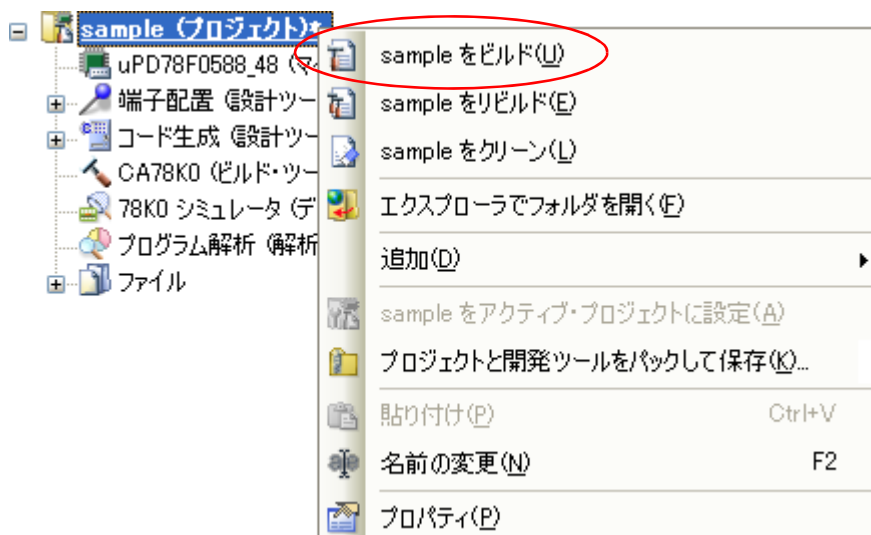 sample (プロジェクト)*
uPD78F0588_48 (マイ
端子配置 (設計ツー
コード生成 (設計ツー
CA78K0 (ビルド・ツー
78K0 シミュレータ (デ
プログラム解析 (解析
ファイル
sample をビルド(U)
sample をリビルド(E)
sample をクリーン(L)
エクスプローラでフォルダを開く(F)
追加(D)
sample をアクティブ・プロジェクトに設定(A)
プロジェクトと開発ツールをパックして保存(K)...
貼り付け(P) Ctrl+V
名前の変更(N) F2
プロパティ(P)